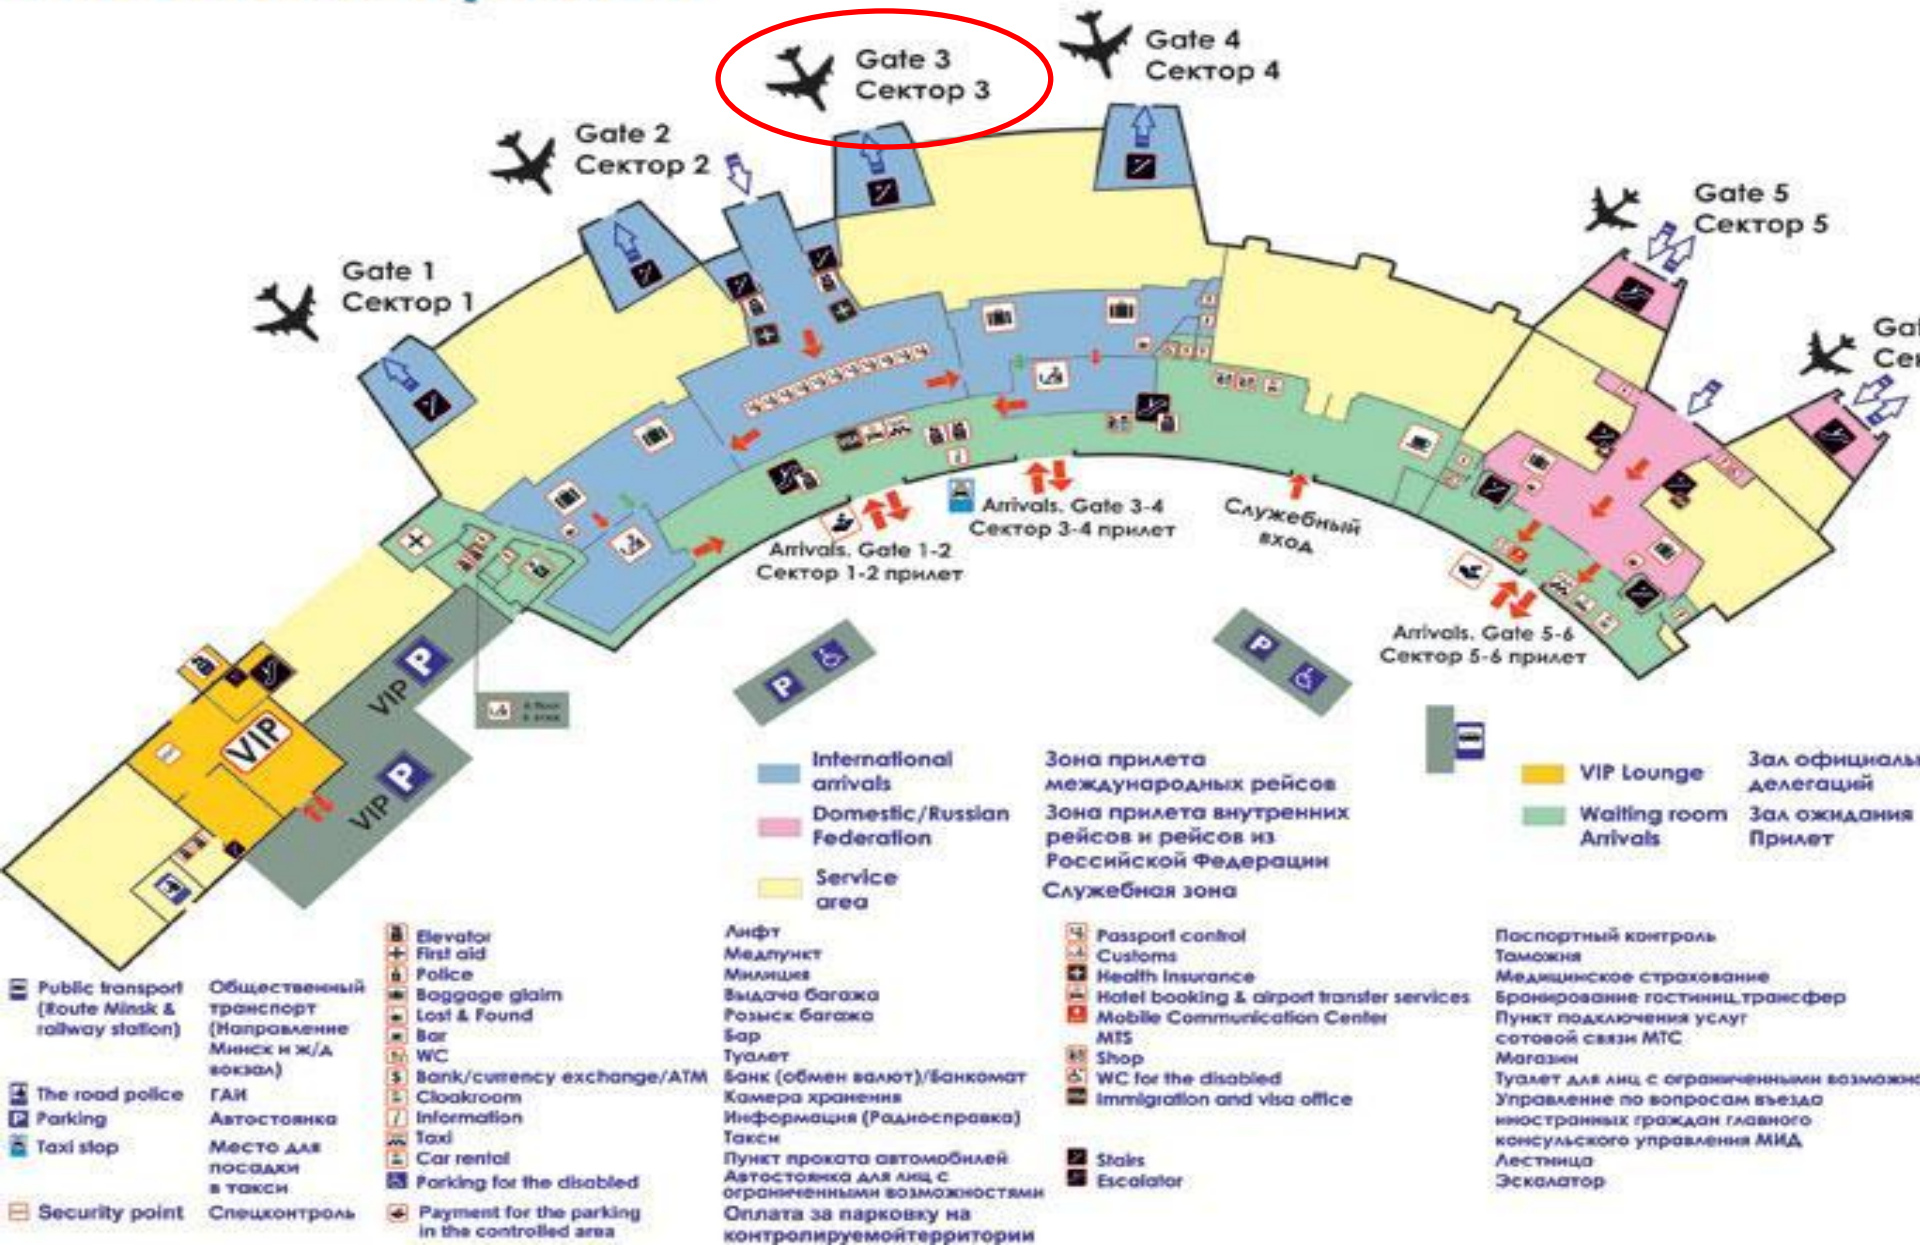 Gate 3
Сектор 3
Gate 4
Сектор 4
Gate 2
Сектор 2
Gate 5
Сектор 5
Gate 1
Сектор 1
Gat
Сек
Arrivals. Gate 3-4
Сектор 3-4 прилет
Служебный
вход
Arrivals. Gate 1-2
Сектор 1-2 прилет
Arrivals. Gate 5-6
Сектор 5-6 прилет
VIP P
VIP
VIP P
P
P
International
arrivals
Зона прилета
международных рейсов
Domestic/Russian
Federation
Зона прилета внутренних
рейсов и рейсов из
Российской Федерации
Service
area
Служебная зона
VIP Lounge
Зал официаль
делегаций
Waiting room
Arrivals
Зал ожидания
Прилет
Public transport
(Route Minsk &
railway station)
Общественный
транспорт
(Направление
Минск и ж/д
вокзал)
The road police
ГАИ
Parking
Автостоянка
Taxi stop
Место для
посадки
в такси
Security point
Спецконтроль
Elevator
Лифт
First aid
Медпункт
Police
Милиция
Baggage glaim
Выдача багажа
Lost & Found
Розыск багажа
Bar
Бар
WC
Туалет
Bank/currency exchange/ATM
Банк (обмен валют)/Банкомат
Cloakroom
Камера хранения
Information
Информация (Радиосправка)
Taxi
Такси
Car rental
Пункт проката автомобилей
Parking for the disabled
Автостоянка для лиц с
ограниченными возможностями
Payment for the parking
in the controlled area
Оплата за парковку на
контролируемойтерритории
Passport control
Паспортный контроль
Customs
Таможня
Health Insurance
Медицинское страхование
Hotel booking & airport transfer services
Бронирование гостиниц,трансфер
Mobile Communication Center
MTS
Пункт подключения услуг
сотовой связи МТС
Shop
Магазин
WC for the disabled
Туалет для лиц с ограниченными возможно
Immigration and visa office
Управление по вопросам въезда
иностранных граждан главного
консульского управления МИД
Stairs
Лестница
Escalator
Эскалатор